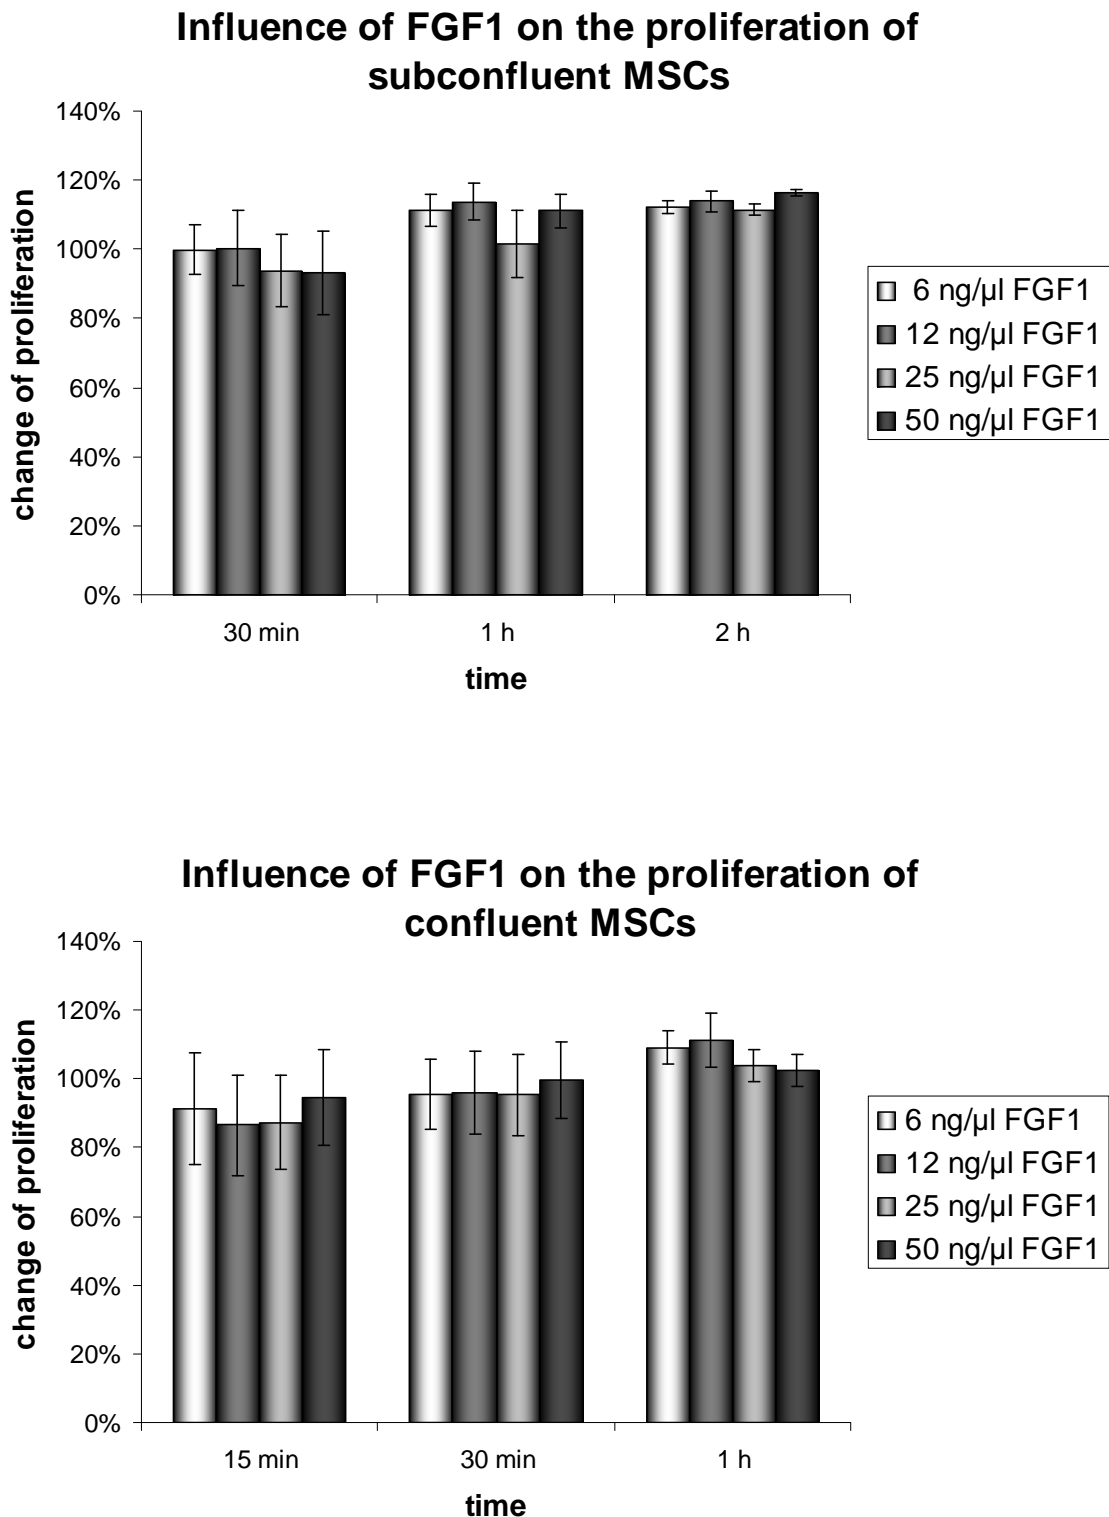 Influence of FGF1 on the proliferation of
subconfluent MSCs
140%
120%
100%
80%
60%
40%
20%
0%
change of proliferation
30 min
1 h
2 h
time
6 ng/µl FGF1
12 ng/µl FGF1
25 ng/µl FGF1
50 ng/µl FGF1
Influence of FGF1 on the proliferation of
confluent MSCs
140%
120%
100%
80%
60%
40%
20%
0%
change of proliferation
15 min
30 min
1 h
time
6 ng/µl FGF1
12 ng/µl FGF1
25 ng/µl FGF1
50 ng/µl FGF1